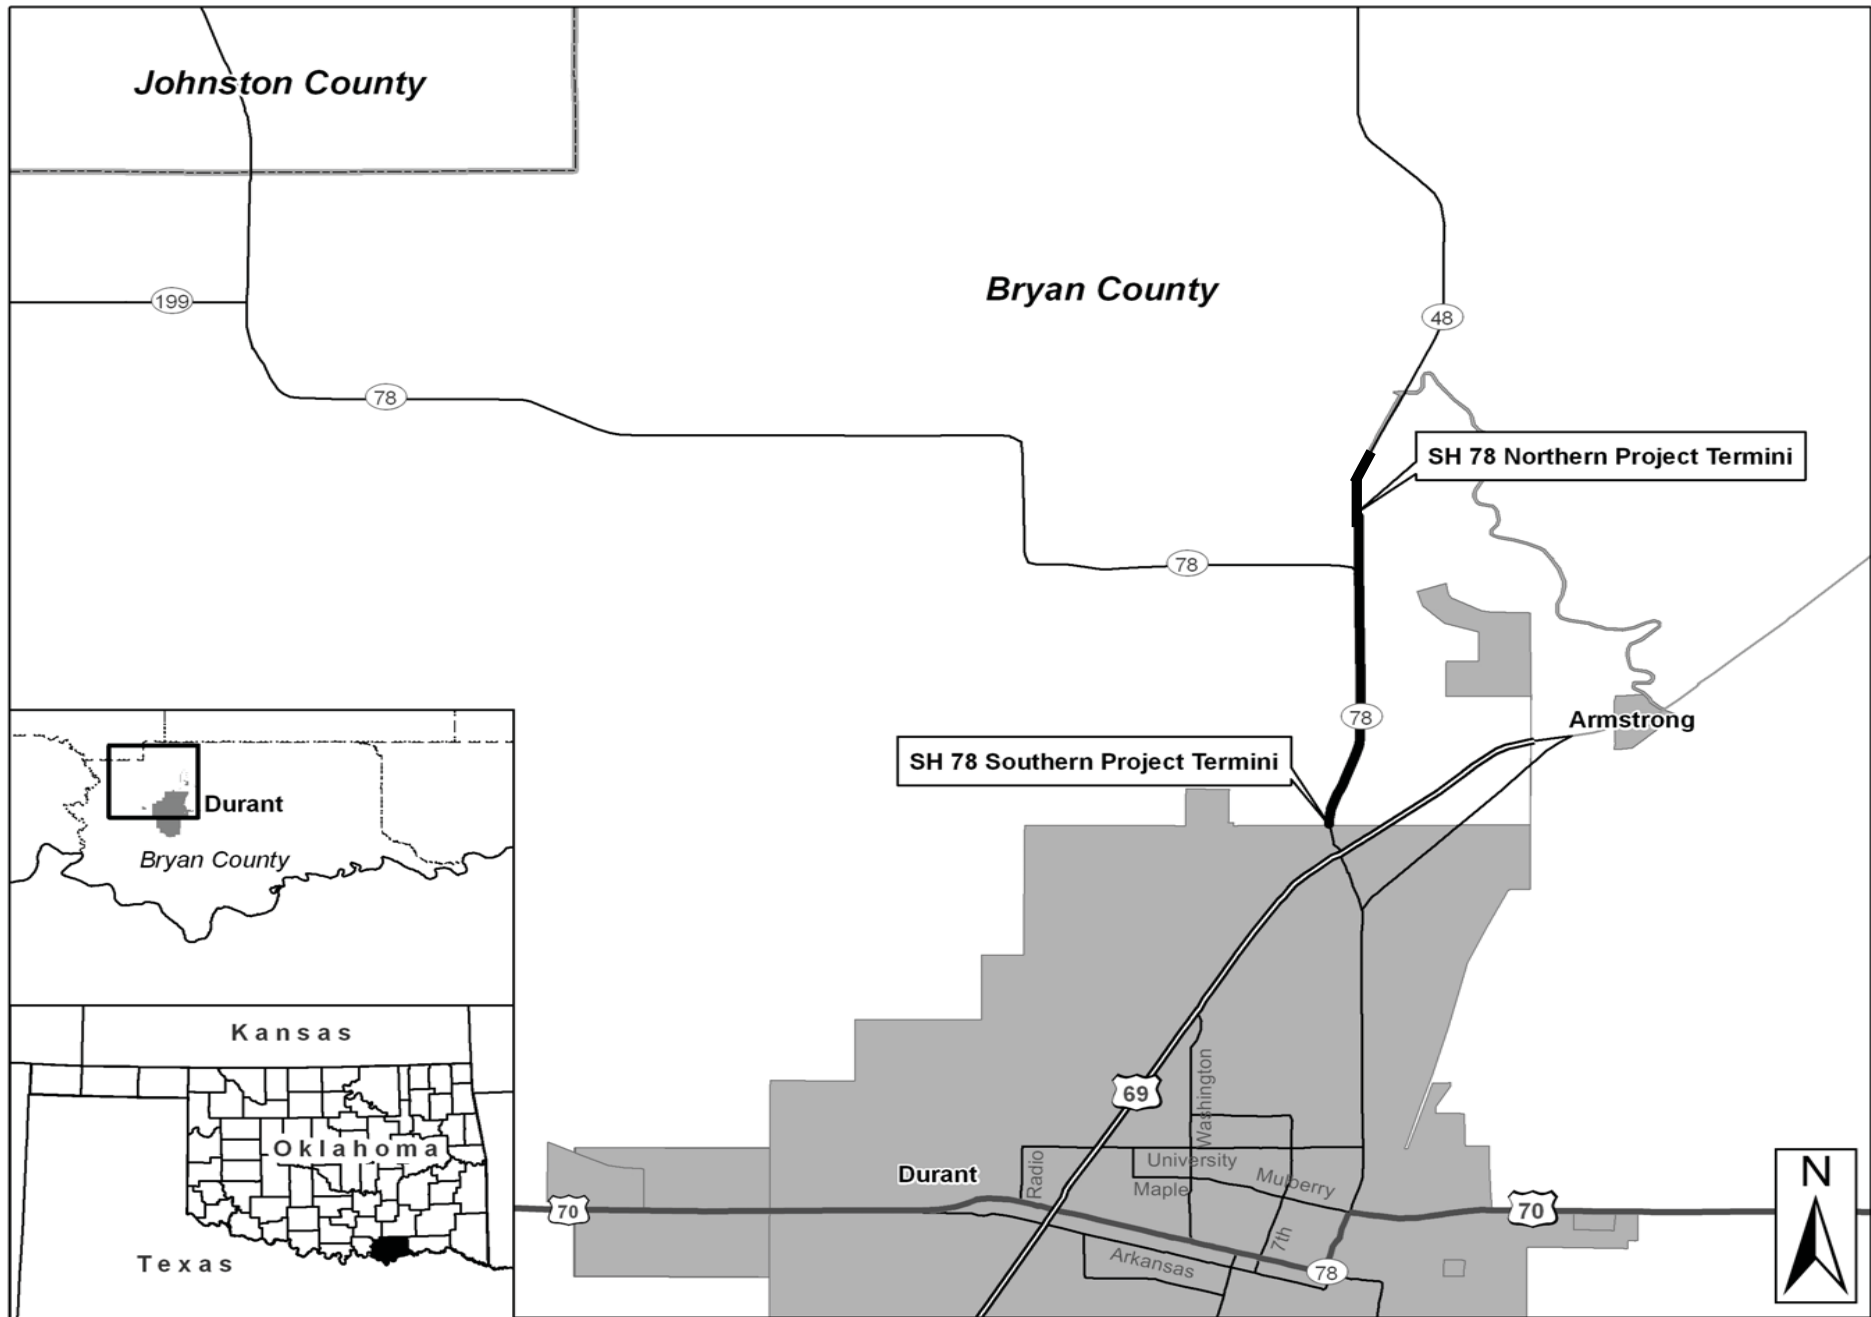 Johnston County
Bryan County
199
48
78
SH 78 Northern Project Termini
78
78
Armstrong
SH 78 Southern Project Termini
Durant
Bryan County
Kansas
Oklahoma
Texas
69
Washington
University
Radio
Maple
Mulberry
Durant
70
70
7th
Arkansas
78
N